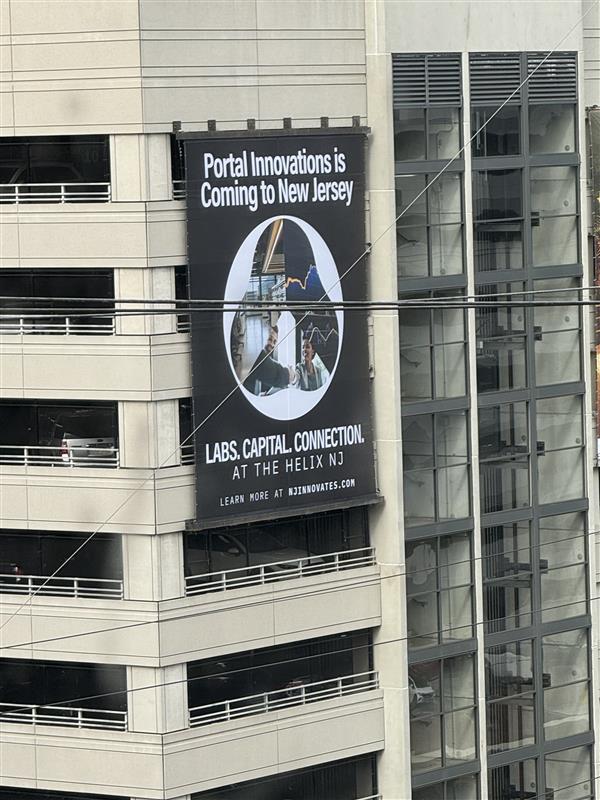 Portal Innovations is
Coming to New Jersey
LABS. CAPITAL. CONNECTION.
AT THE HELIX NJ
LEARN MORE AT NJINNOVATES.COM